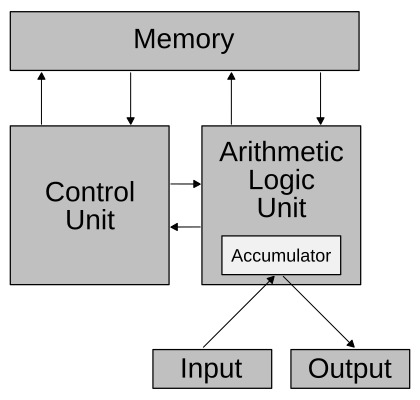 Memory
Control
Unit
Arithmetic
Logic
Unit
Accumulator
Input
Output